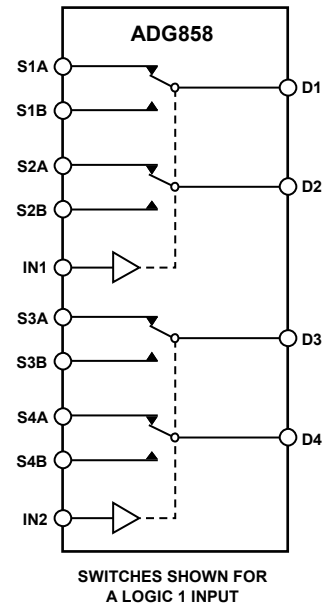 ADG858
S1A
D1
S1B
S2A
D2
S2B
IN1
S3A
D3
S3B
S4A
D4
S4B
IN2
SWITCHES SHOWN FOR
A LOGIC 1 INPUT